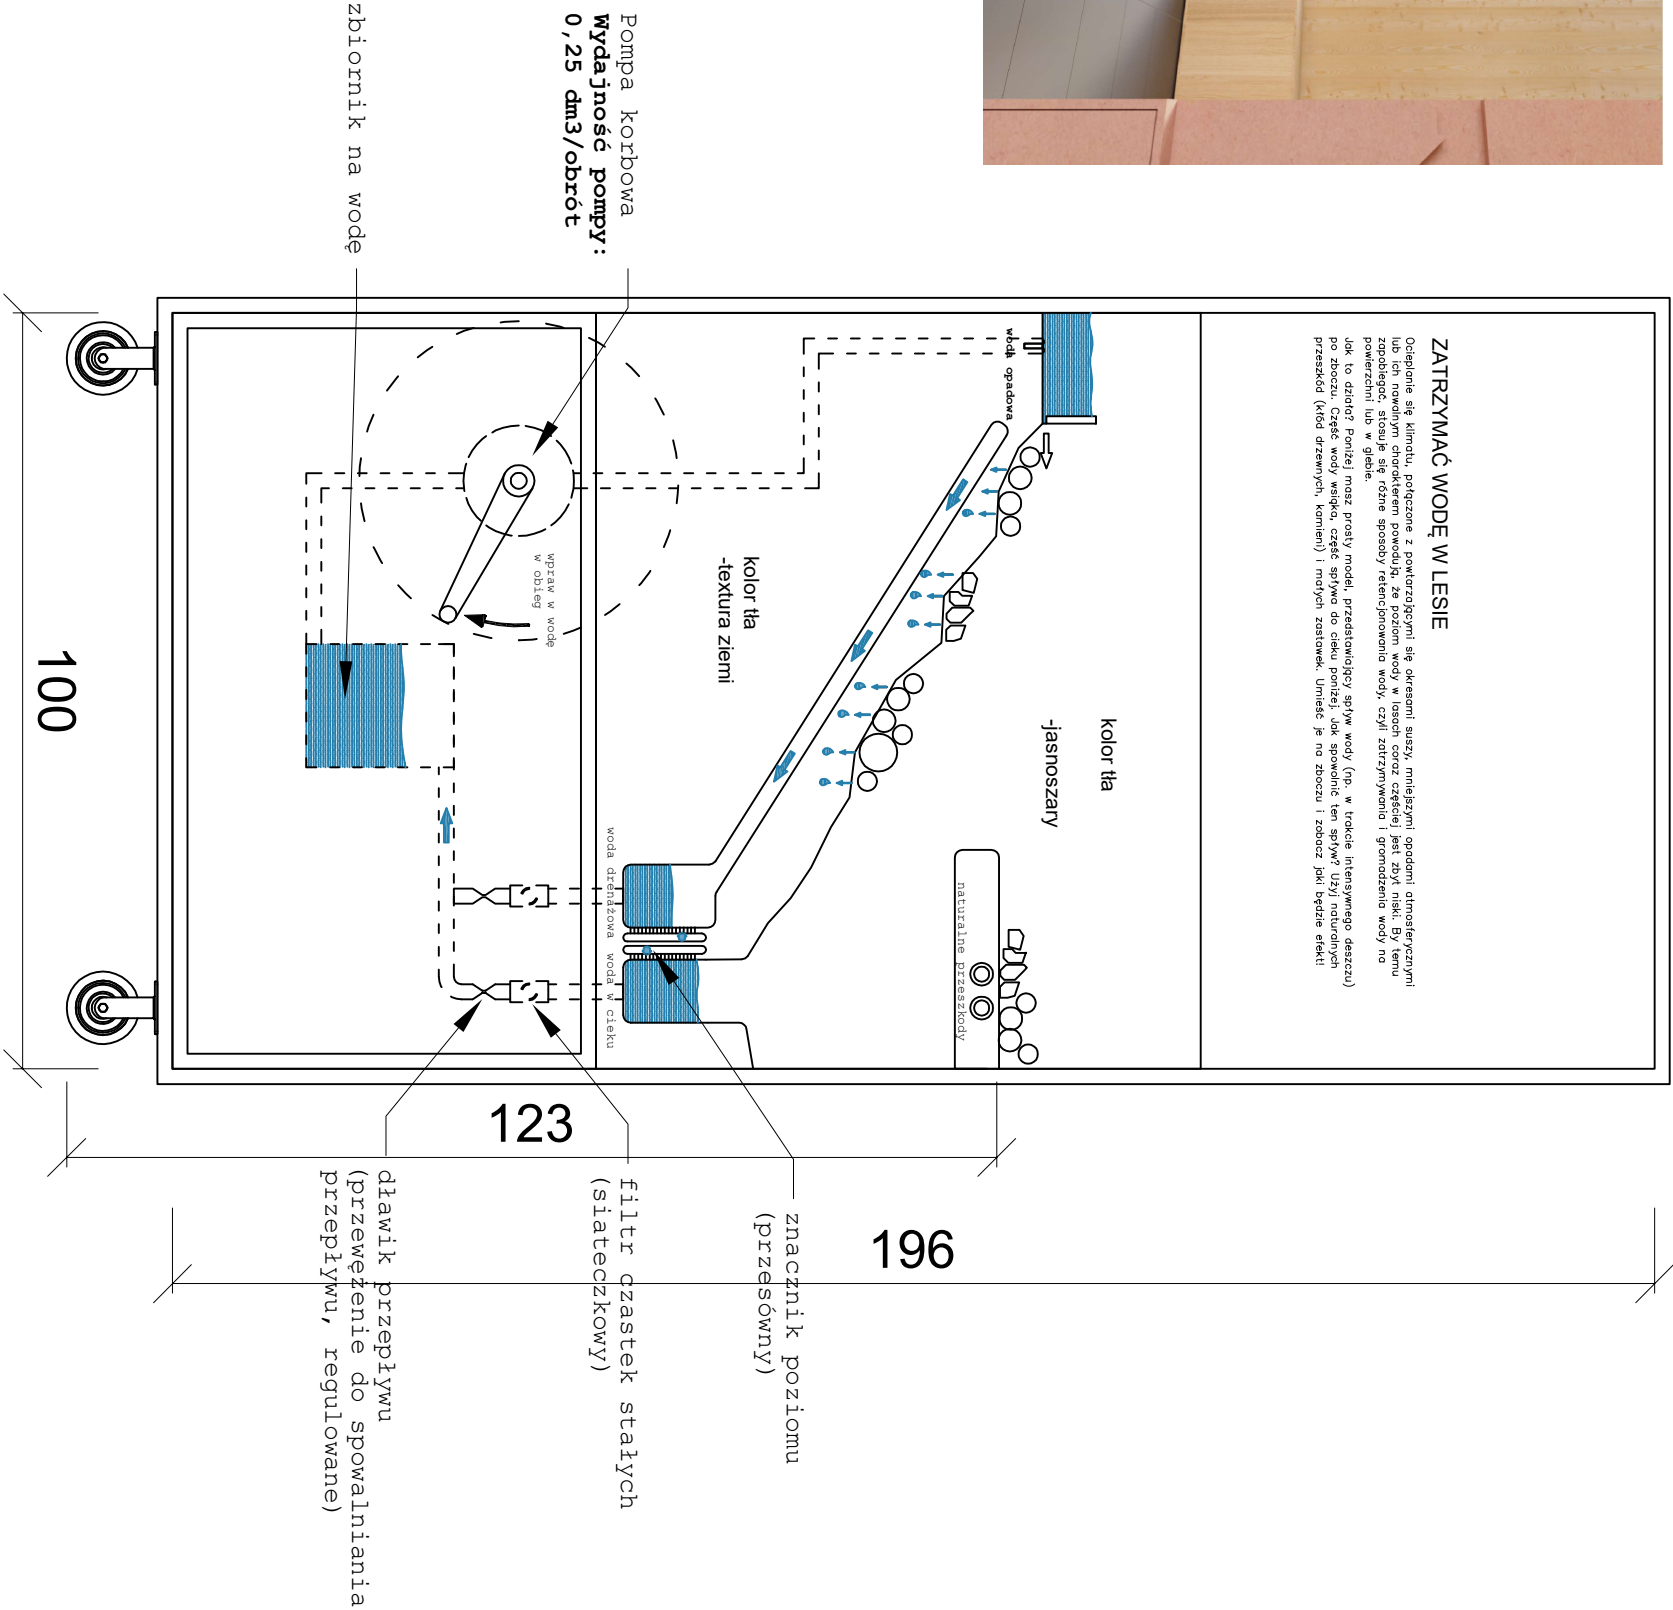 ZATRZYMAĆ WODĘ W LESIE
Ocieplanie się klimatu, połączone z powtarzającymi się okresami suszy, mniejszymi opadami atmosferycznymi
lub ich nawalnym charakterem powodują, że poziom wody w lasach coraz częściej jest zbyt niski. By temu
zapobiegać, stosuje się różne sposoby retencjonowania wody, czyli zatrzymywania i gromadzenia wody na
powierzchni lub w glebie.
Jak to działa? Poniżej masz prosty model, przedstawiający spływ wody (np. w trakcie intensywnego deszczu)
po zboczu. Część wody wsiąka, część spływa do cieku poniżej. Jak spowolnić ten spływ? Użyj naturalnych
przeszkód (kłód drzewnych, kamieni) i małych zastawek. Umieść je na zboczu i zobacz jaki będzie efekt!
kolor tła
-jasnoszary
woda opadowa
naturalne przeszkody
kolor tła
-textura ziemi
Pompa korbowa
Wydajność pompy:
0,25 dm3/obrót
wpraw w wodę
w obieg
woda drenażowa
woda w cieku
zbiornik na wodę
znacznik poziomu
(przesówny)
filtr czastek stałych
(siateczkowy)
dławik przepływu
(przewężenie do spowalniania
przepływu, regulowane)
123
196
100